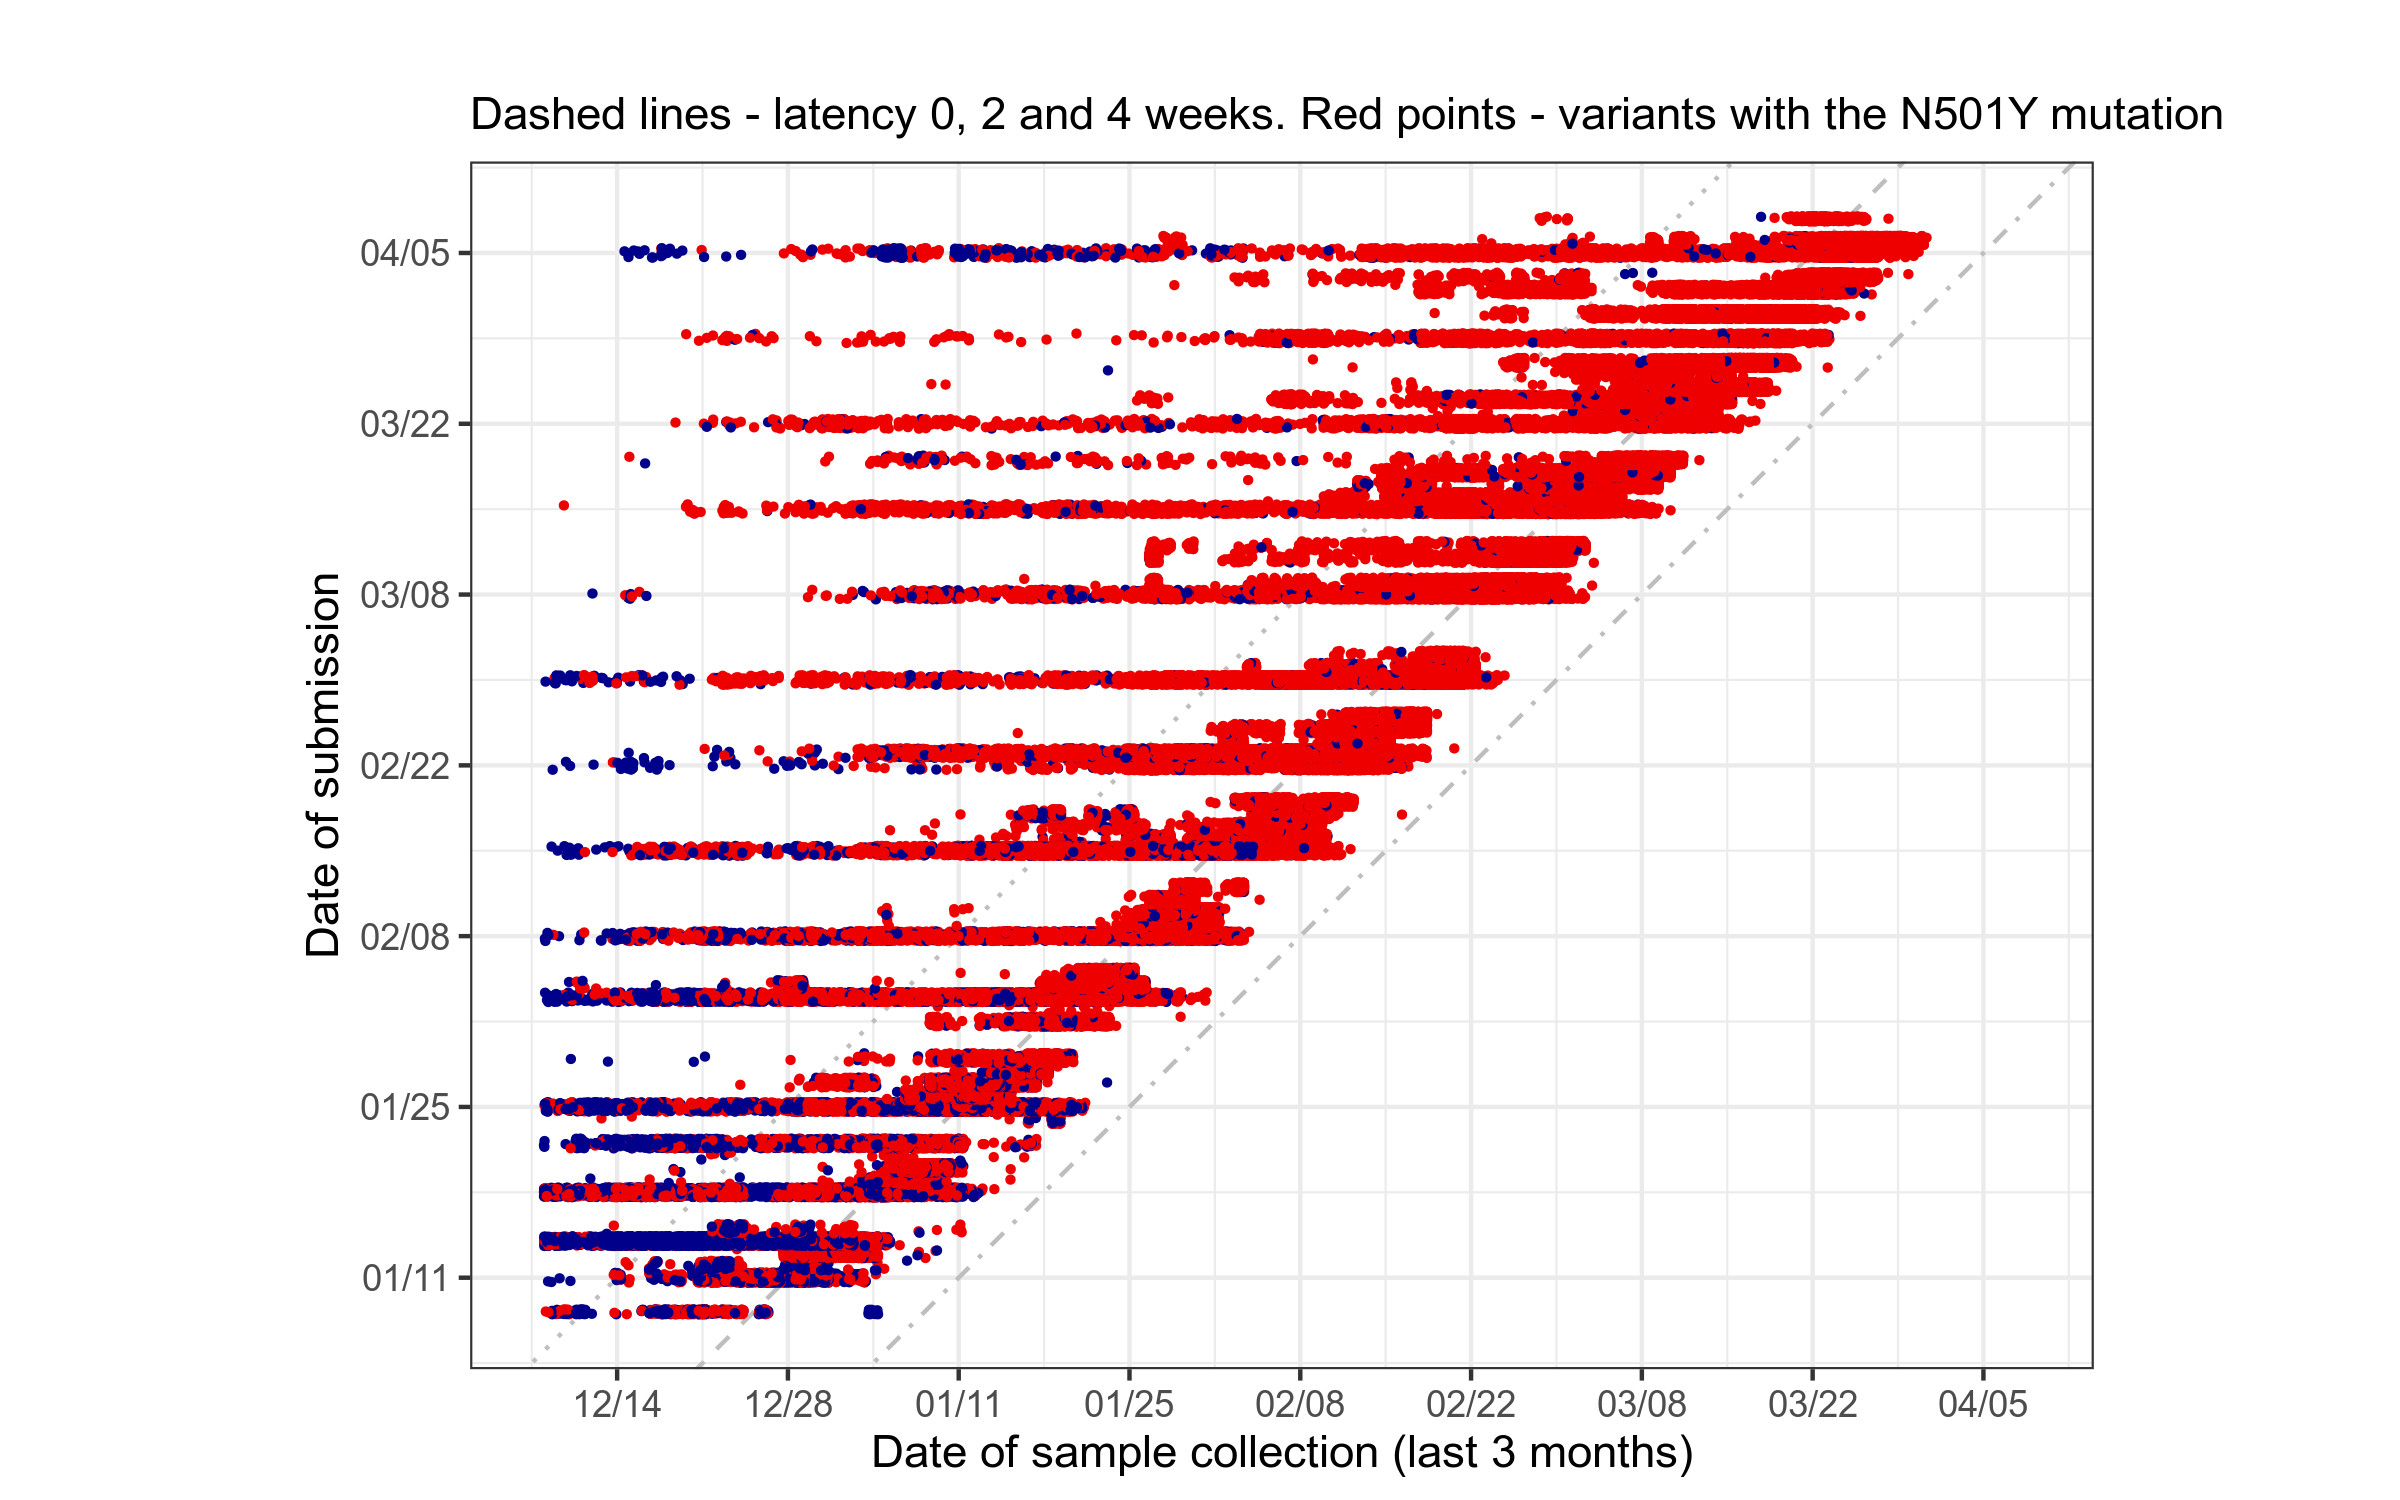 Dashed lines - latency 0, 2 and 4 weeks. Red points - variants with the N501Y mutation
Date of submission
04/05
03/22
03/08
02/22
02/08
01/25
01/11
12/14 12/28 01/11 01/25 02/08 02/22 03/08 03/22 04/05
Date of sample collection (last 3 months)